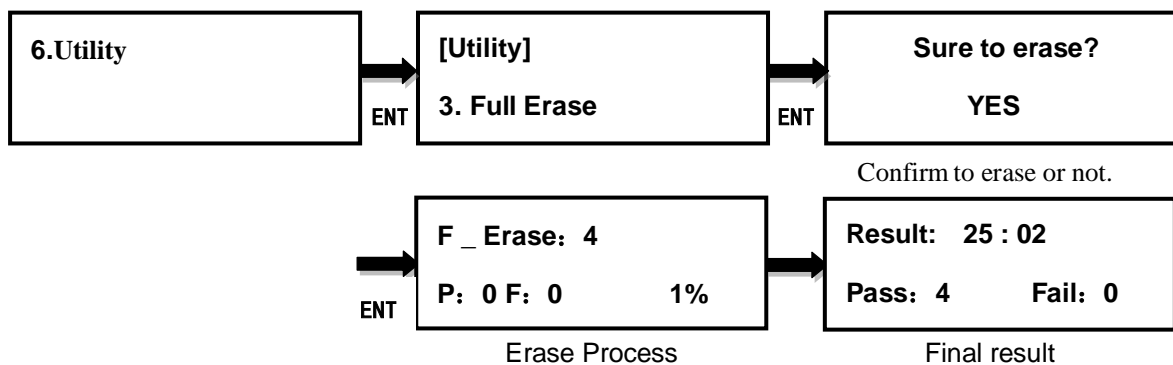 6.Utility
ENT
[Utility]
3. Full Erase
ENT
Sure to erase?
YES
Confirm to erase or not.
ENT
F _ Erase：4
P：0 F：0 1%
Erase Process
Result: 25 : 02
Pass：4 Fail：0
Final result